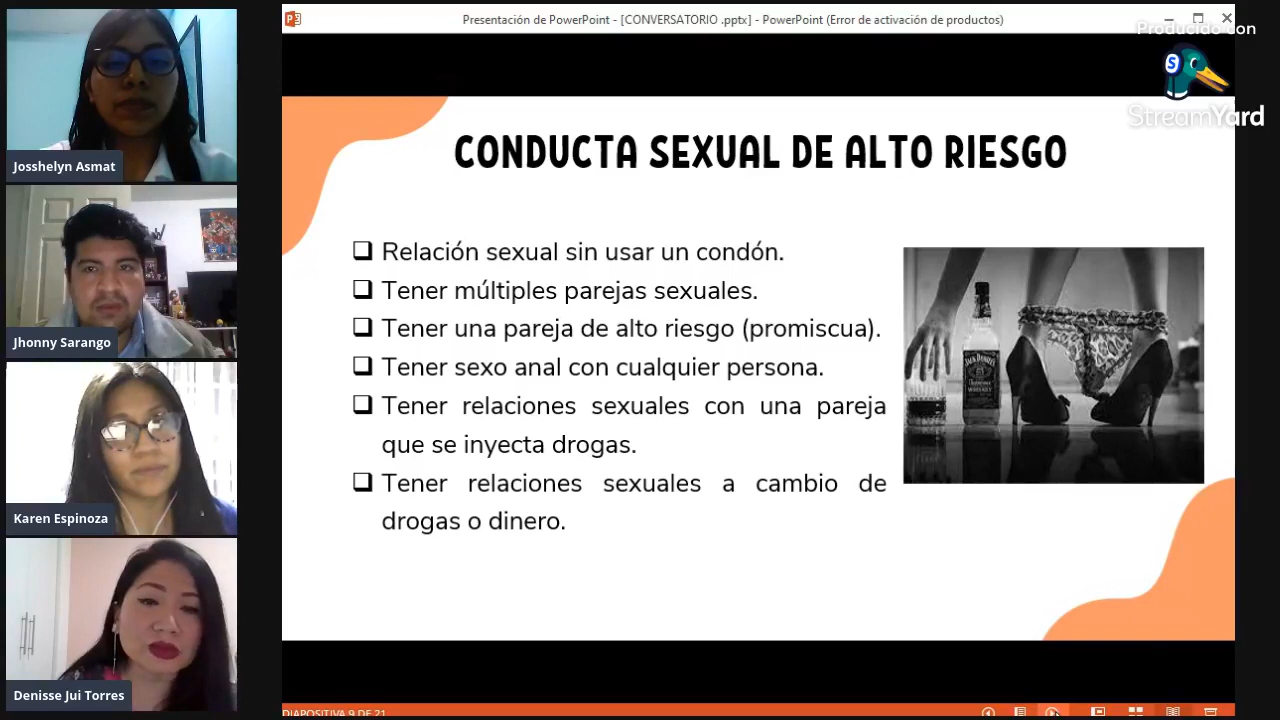 Presentación de PowerPoint - [CONVERSATORIO .pptx] - PowerPoint (Error de activación de productos)
Producido con
S
StreamYard
Josshelyn Asmat
Jhonny Sarango
Karen Espinoza
Denisse Jui Torres
CONDUCTA SEXUAL DE ALTO RIESGO
Relación sexual sin usar un condón.
Tener múltiples parejas sexuales.
Tener una pareja de alto riesgo (promiscua).
Tener sexo anal con cualquier persona.
Tener relaciones sexuales con una pareja
que se inyecta drogas.
Tener relaciones sexuales a cambio de
drogas o dinero.
JACK DANIEL'S
DIAPOSITIVA 9 DE 21